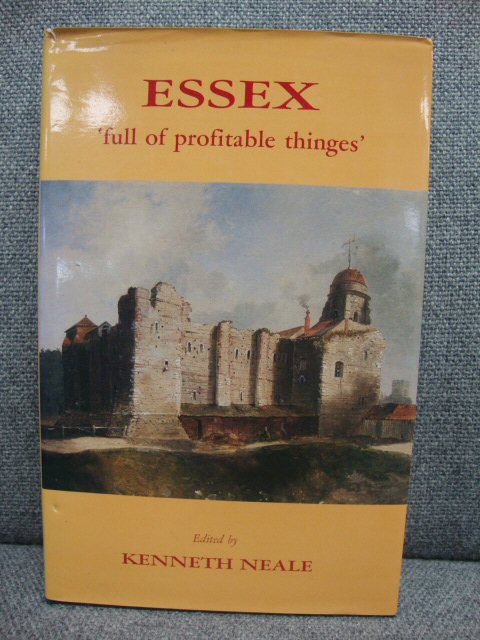 ESSEX
'full of profitable thinges'
Edited by
KENNETH NEALE